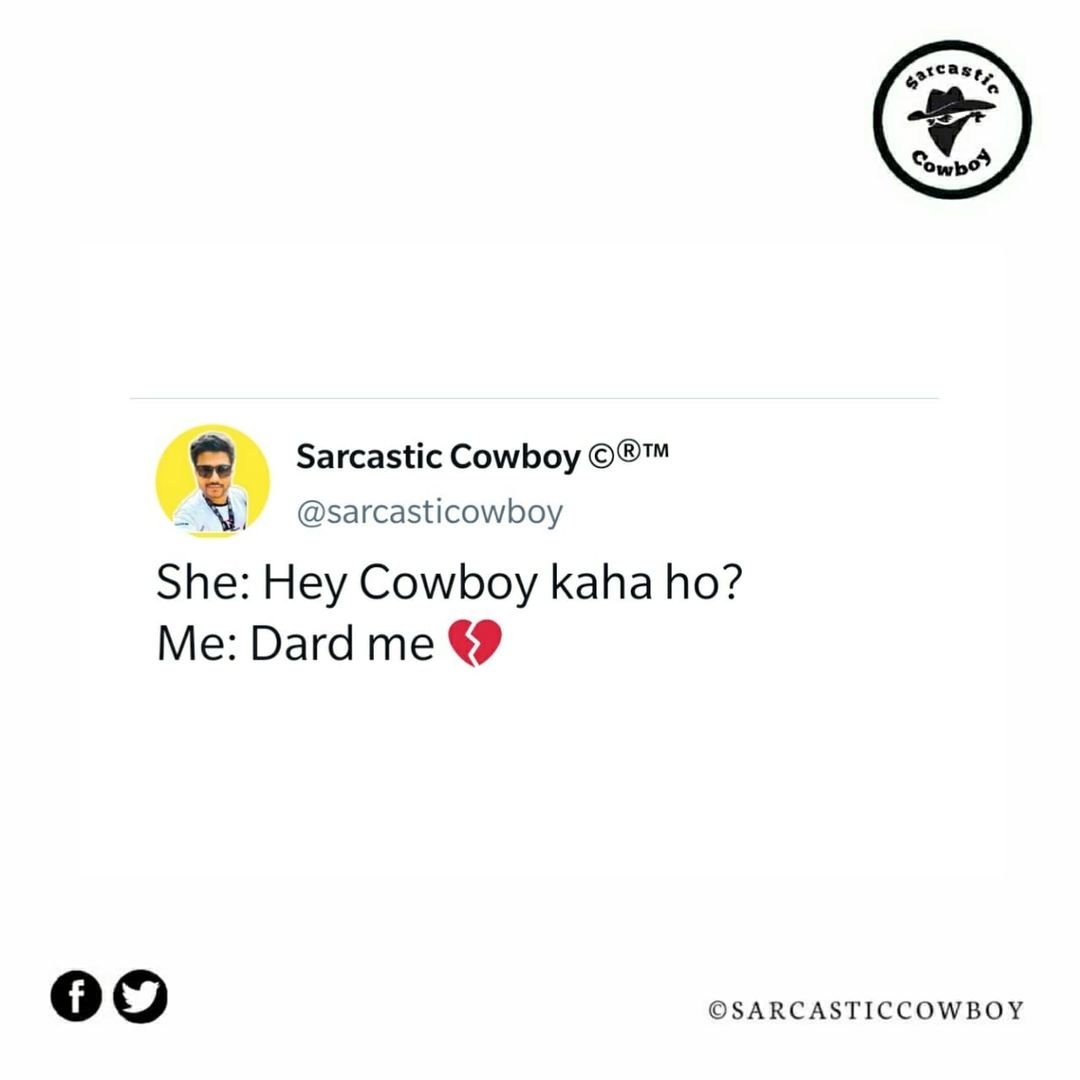 Sarcastic
Cowboy
Sarcastic Cowboy ©®™
@sarcasticowboy
She: Hey Cowboy kaha ho?
Me: Dard me 💔
©SARCASTICCOWBOY